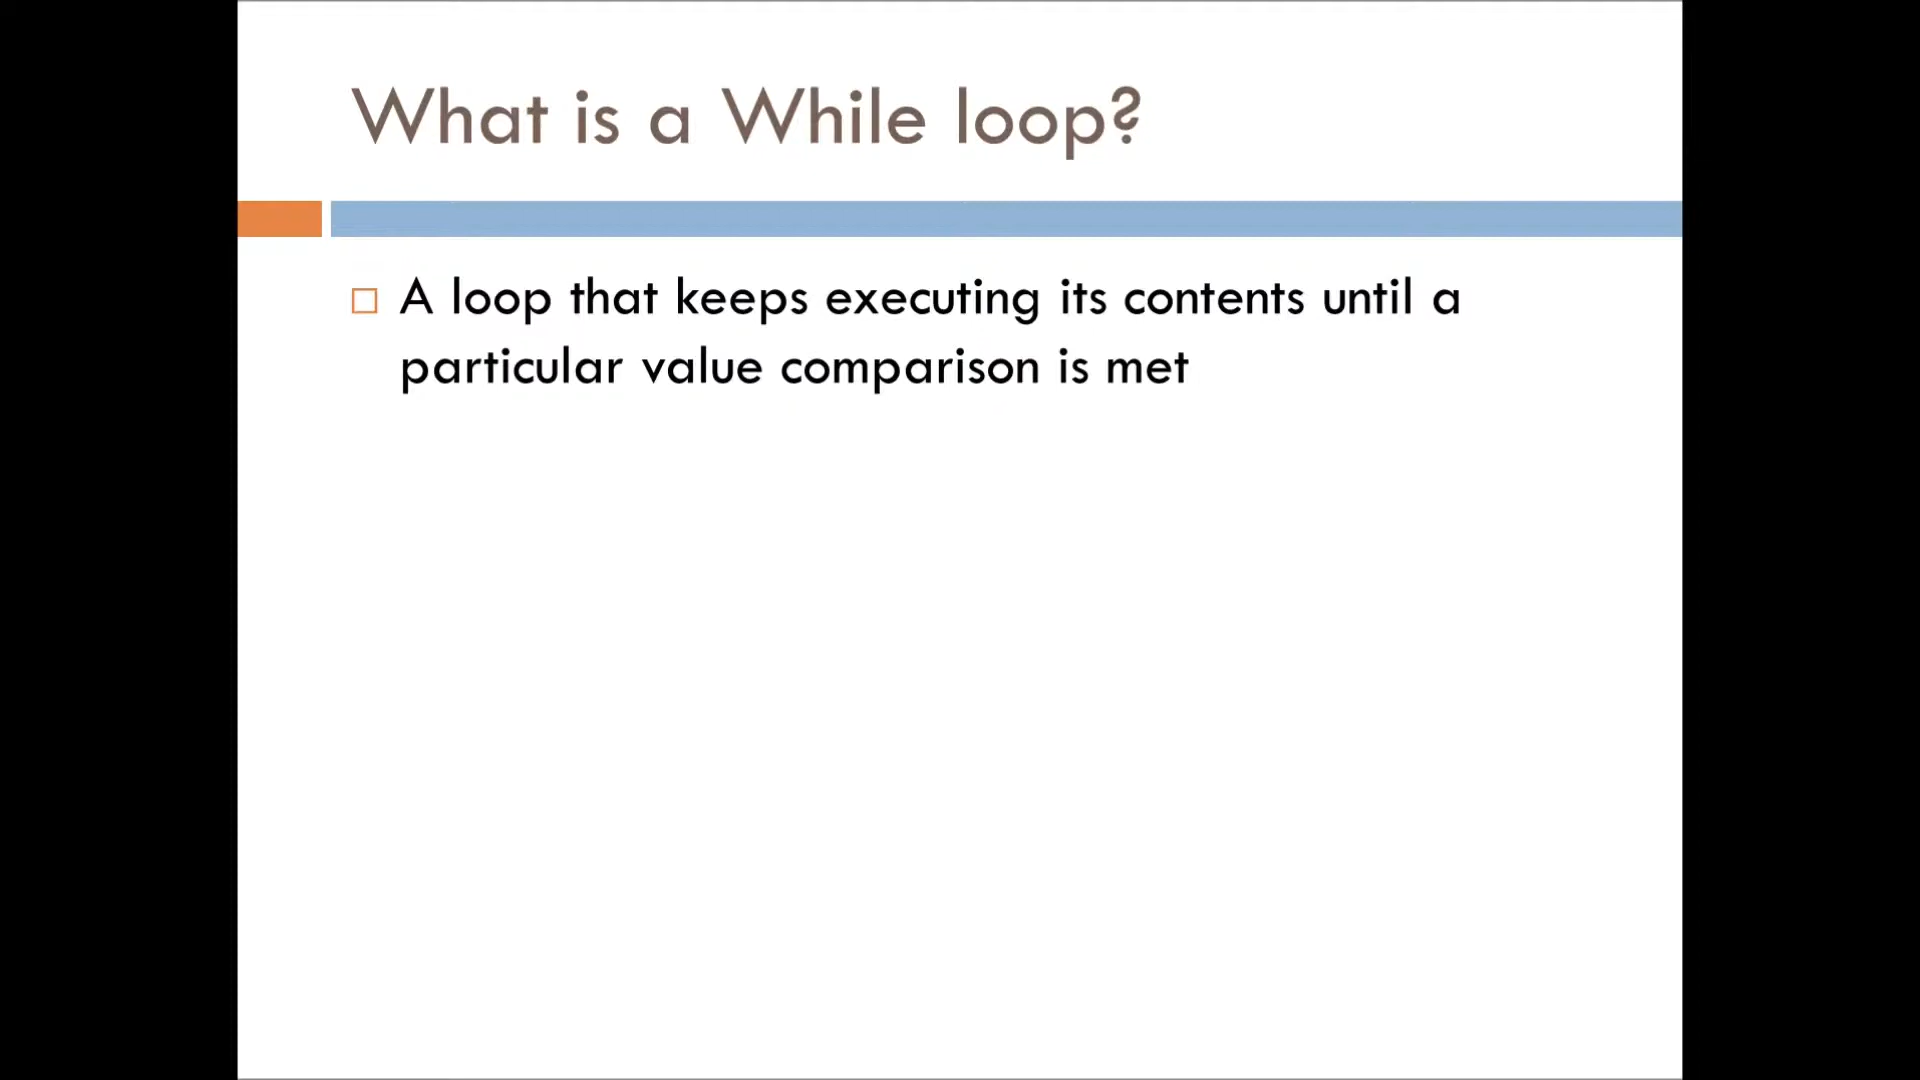 What is a While loop?
A loop that keeps executing its contents until a
particular value comparison is met